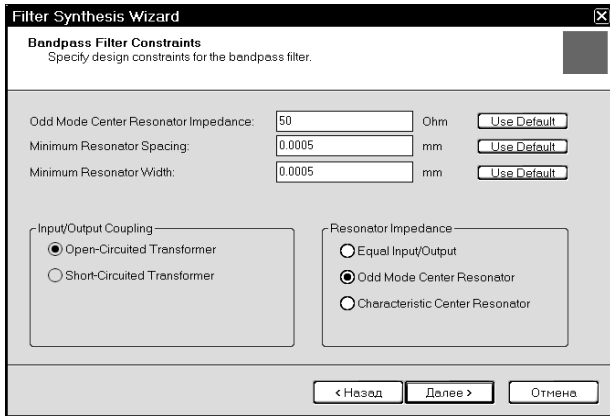 Filter Synthesis Wizard
Bandpass Filter Constraints
Specify design constraints for the bandpass filter.
Odd Mode Center Resonator Impedance: 50 Ohm Use Default
Minimum Resonator Spacing: 0.0005 mm Use Default
Minimum Resonator Width: 0.0005 mm Use Default
Input/Output Coupling
Open-Circuited Transformer
Short-Circuited Transformer
Resonator Impedance
Equal Input/Output
Odd Mode Center Resonator
Characteristic Center Resonator
< Назад Далее > Отмена